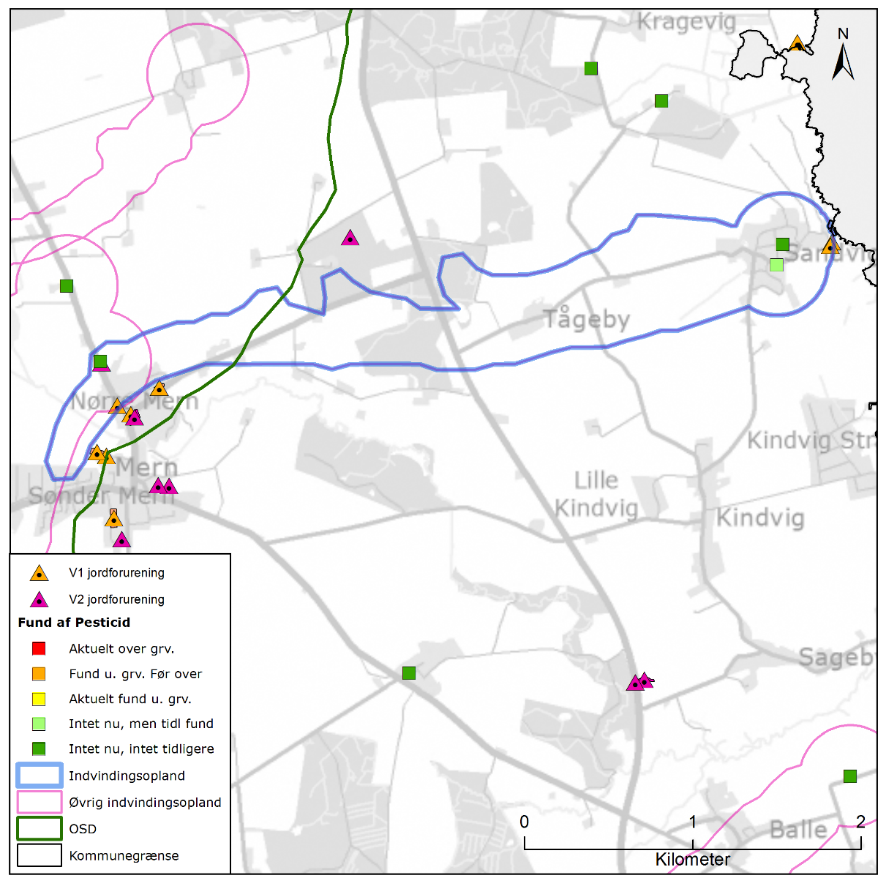 Kragevig
N
Sandvig
Tågeby
Nørre Mern
Kindvig Str
Mern
Lille
Kindvig
Sønder Mern
Kindvig
V1 jordforurening
V2 jordforurening
Fund af Pesticid
Aktuelt over grv.
Fund u. grv. Før over
Aktuelt fund u. grv.
Intet nu, men tidl fund
Intet nu, intet tidligere
Indvindingsopland
Øvrig indvindingsopland
OSD
Kommunegrænse
Sageby
0 1 2
Balle
Kilometer